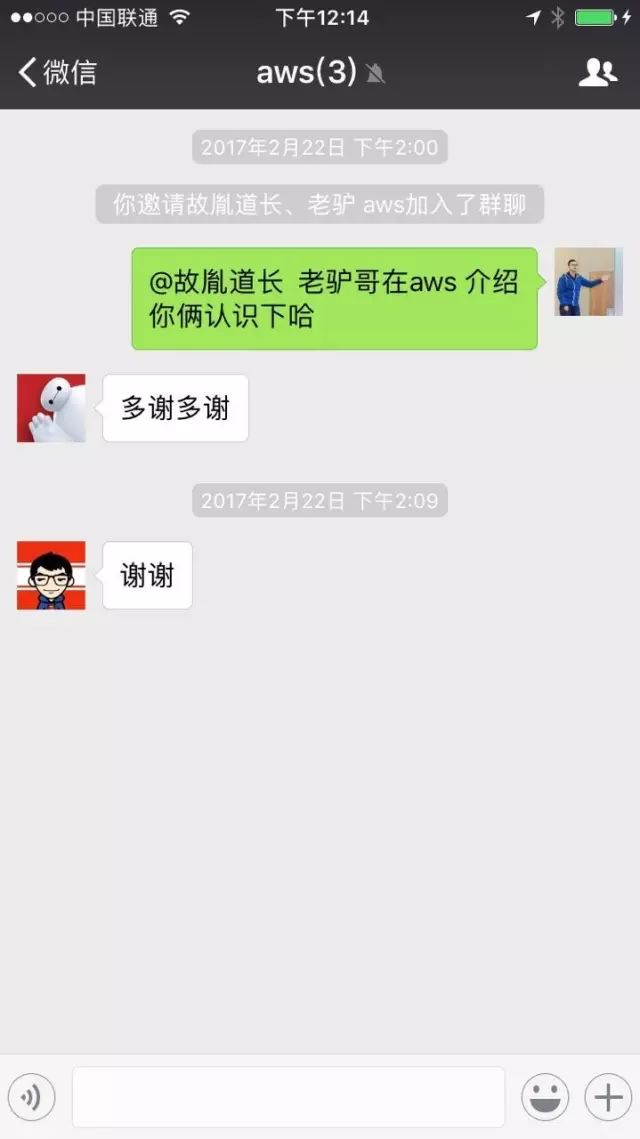 中国联通 下午12:14
微信 aws(3)
2017年2月22日 下午2:00
你邀请故胤道长、老驴 aws加入了群聊
@故胤道长 老驴哥在aws 介绍
你俩认识下哈
多谢多谢
2017年2月22日 下午2:09
谢谢